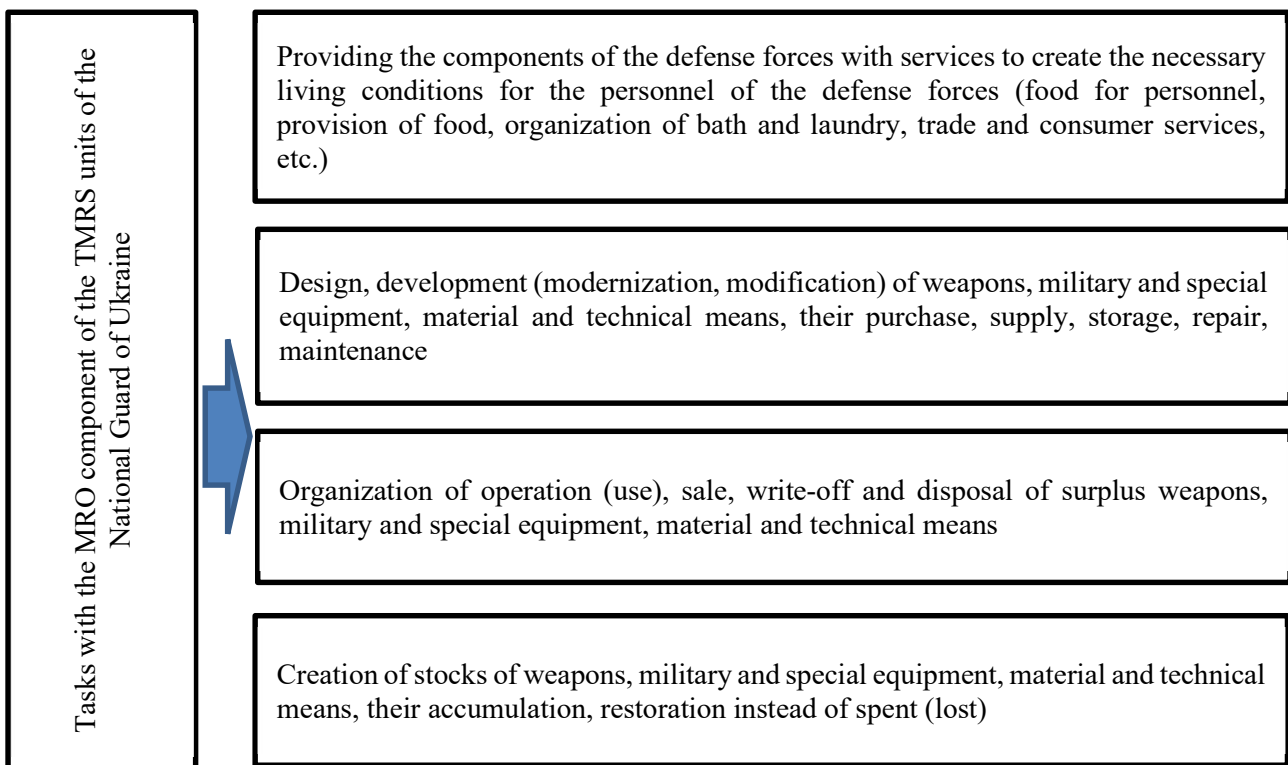 Tasks with the MRO component of the TMRS units of the
National Guard of Ukraine
Providing the components of the defense forces with services to create the necessary
living conditions for the personnel of the defense forces (food for personnel,
provision of food, organization of bath and laundry, trade and consumer services,
etc.)
Design, development (modernization, modification) of weapons, military and special
equipment, material and technical means, their purchase, supply, storage, repair,
maintenance
Organization of operation (use), sale, write-off and disposal of surplus weapons,
military and special equipment, material and technical means
Creation of stocks of weapons, military and special equipment, material and technical
means, their accumulation, restoration instead of spent (lost)